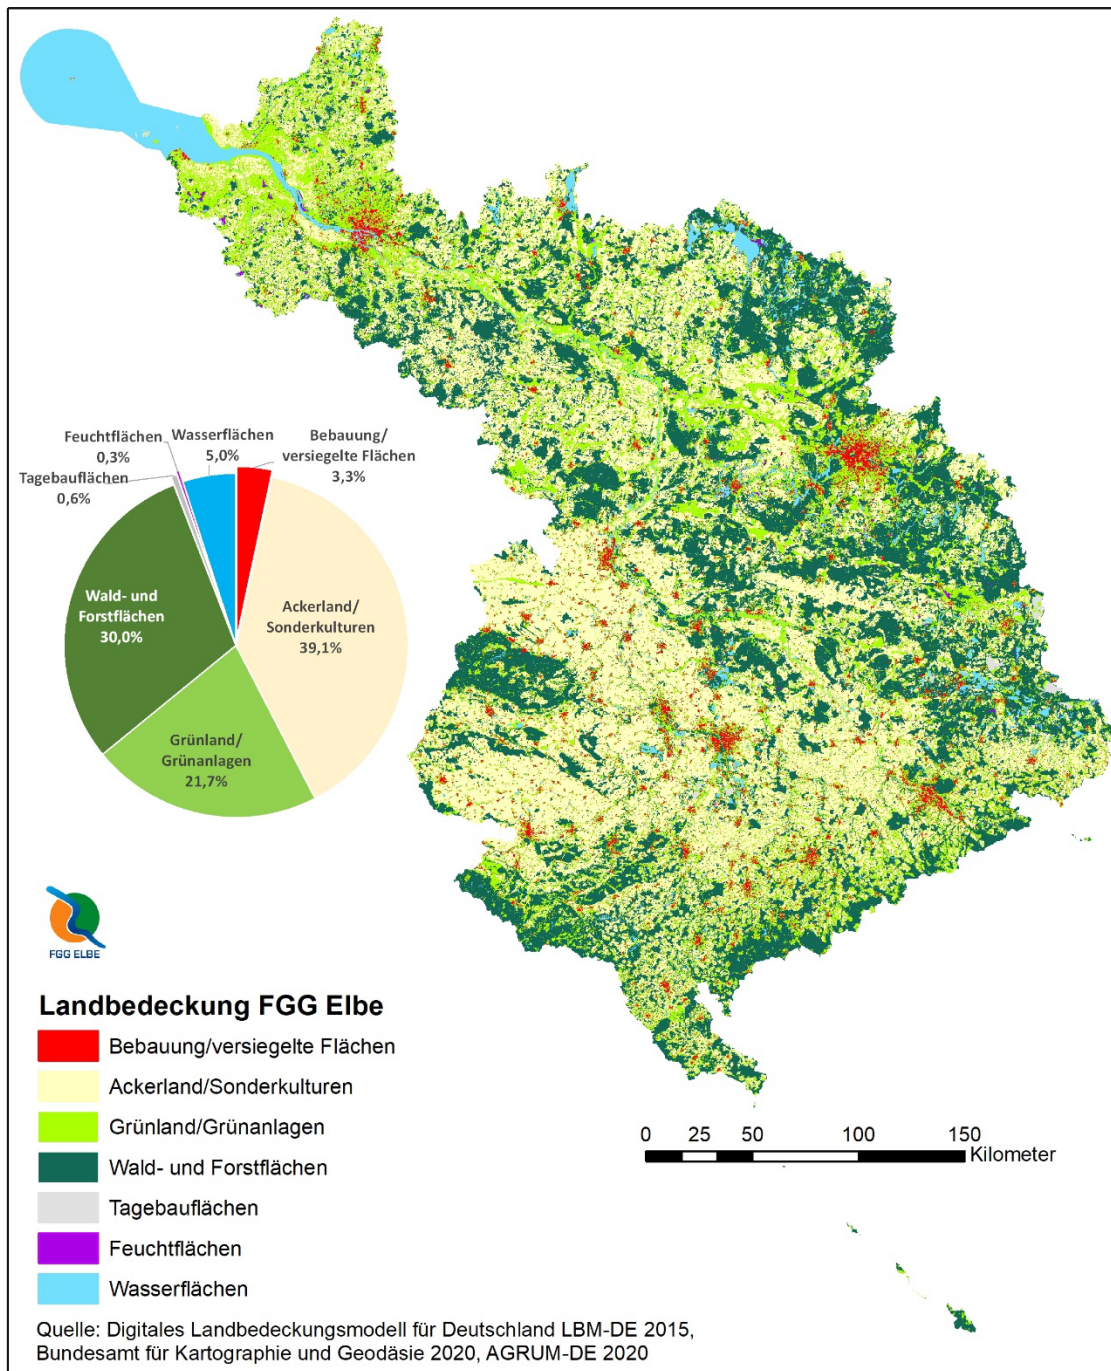 Feuchtflächen
0,3%
Wasserflächen
5,0%
Bebauung/
versiegelte Flächen
3,3%
Tagebauflächen
0,6%
Wald- und
Forstflächen
30,0%
Ackerland/
Sonderkulturen
39,1%
Grünland/
Grünanlagen
21,7%
FGG ELBE
Landbedeckung FGG Elbe
Bebauung/versiegelte Flächen
Ackerland/Sonderkulturen
Grünland/Grünanlagen
Wald- und Forstflächen
Tagebauflächen
Feuchtflächen
Wasserflächen
0 25 50 100 150
Kilometer
Quelle: Digitales Landbedeckungsmodell für Deutschland LBM-DE 2015,
Bundesamt für Kartographie und Geodäsie 2020, AGRUM-DE 2020